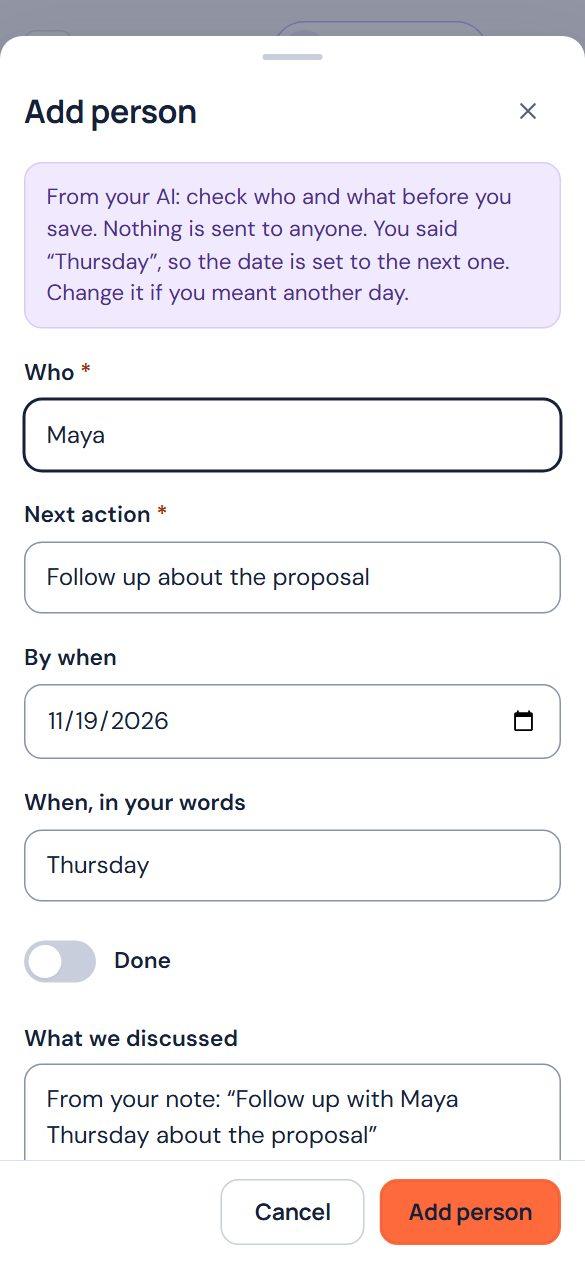 Add person
From your AI: check who and what before you
save. Nothing is sent to anyone. You said
“Thursday”, so the date is set to the next one.
Change it if you meant another day.
Who *
Maya
Next action *
Follow up about the proposal
By when
11/19/2026
When, in your words
Thursday
Done
What we discussed
From your note: “Follow up with Maya
Thursday about the proposal”
Cancel
Add person